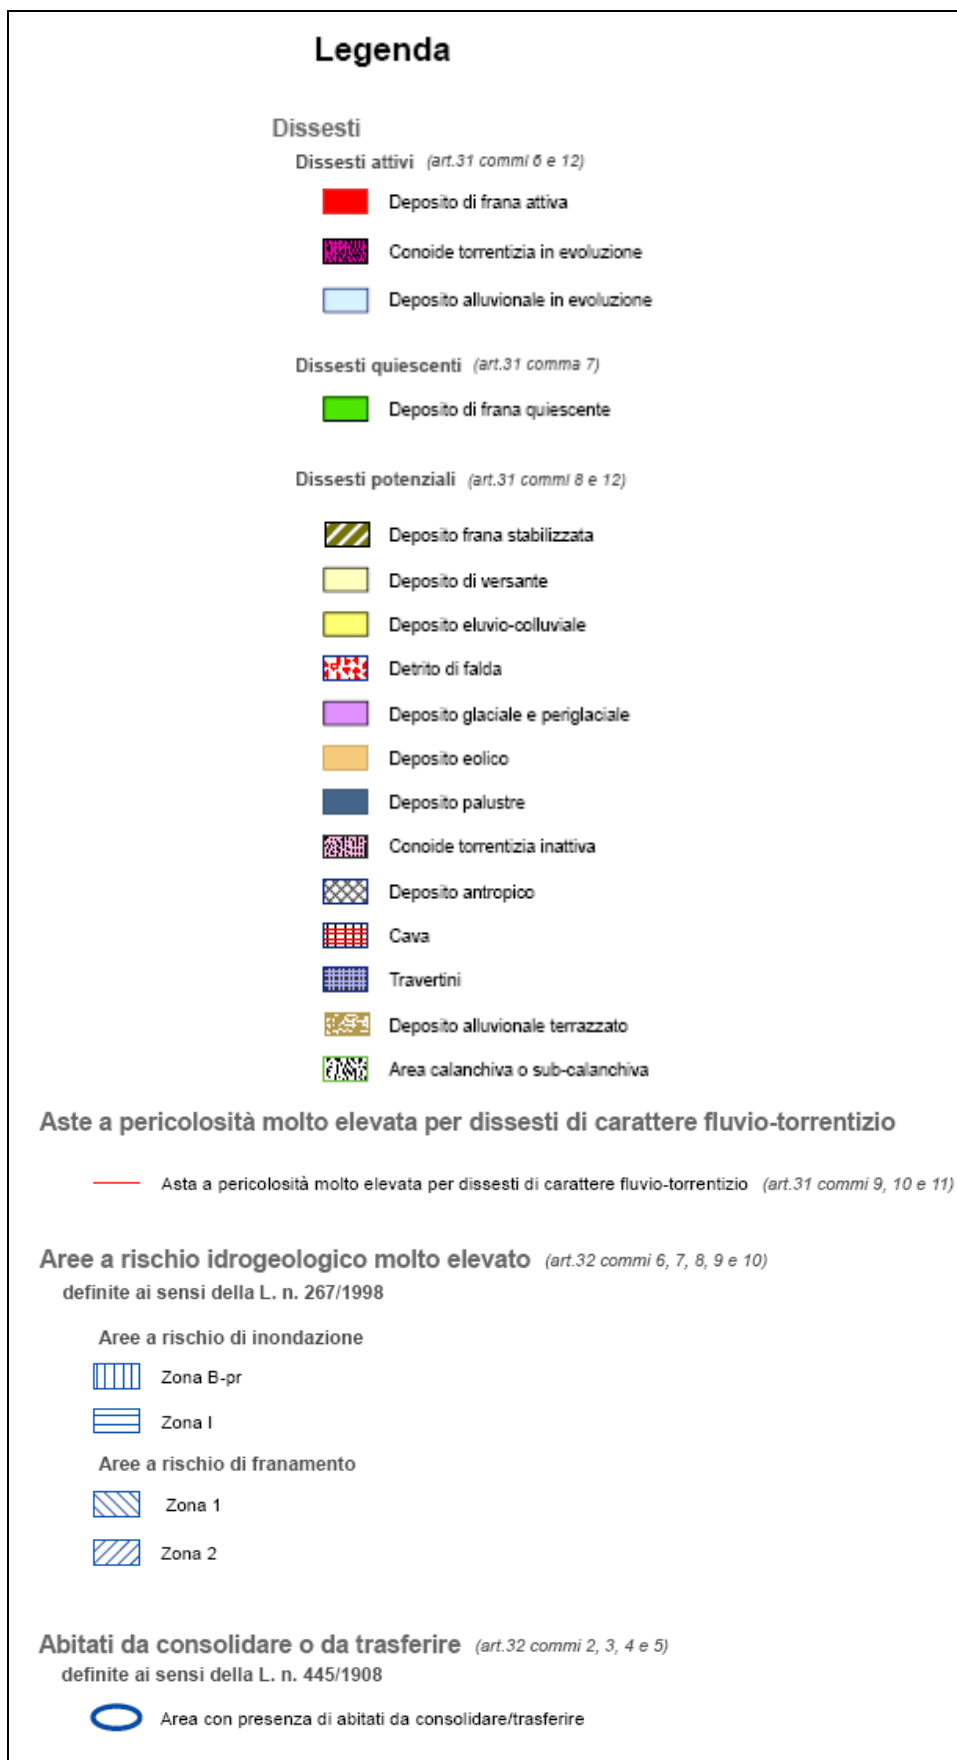 Legenda
Dissesti
Dissesti attivi (art.31 commi 6 e 12)
Deposito di frana attiva
Conoide torrentizia in evoluzione
Deposito alluvionale in evoluzione
Dissesti quiescenti (art.31 comma 7)
Deposito di frana quiescente
Dissesti potenziali (art.31 commi 8 e 12)
Deposito frana stabilizzata
Deposito di versante
Deposito eluvio-colluviale
Detrito di falda
Deposito glaciale e periglaciale
Deposito eolico
Deposito palustre
Conoide torrentizia inattiva
Deposito antropico
Cava
Travertini
Deposito alluvionale terrazzato
Area calanchiva o sub-calanchiva
Aste a pericolosità molto elevata per dissesti di carattere fluvio-torrentizio
Asta a pericolosità molto elevata per dissesti di carattere fluvio-torrentizio (art.31 commi 9, 10 e 11)
Aree a rischio idrogeologico molto elevato (art.32 commi 6, 7, 8, 9 e 10)
definite ai sensi della L. n. 267/1998
Aree a rischio di inondazione
Zona B-pr
Zona I
Aree a rischio di franamento
Zona 1
Zona 2
Abitati da consolidare o da trasferire (art.32 commi 2, 3, 4 e 5)
definite ai sensi della L. n. 445/1908
Area con presenza di abitati da consolidare/trasferire